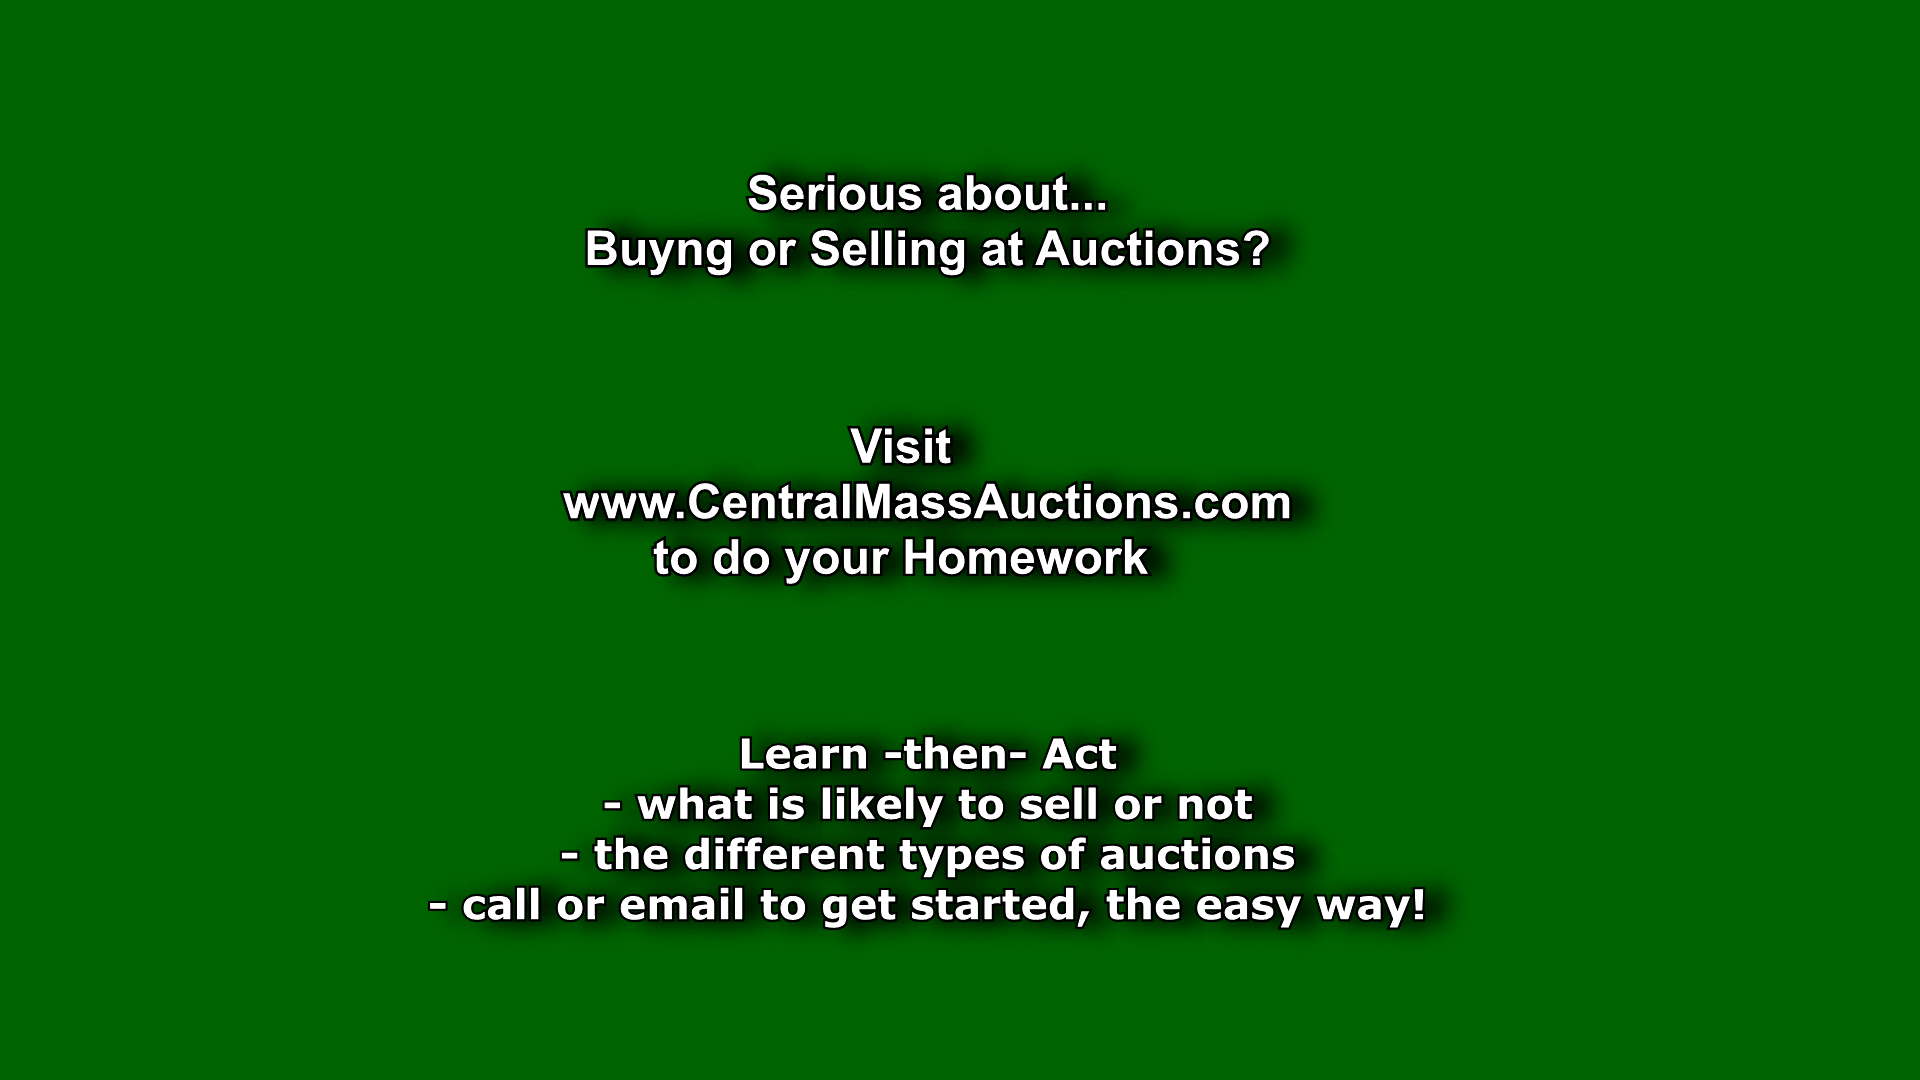 Serious about...
Buyng or Selling at Auctions?
Visit
www.CentralMassAuctions.com
to do your Homework
Learn -then- Act
- what is likely to sell or not
- the different types of auctions
- call or email to get started, the easy way!